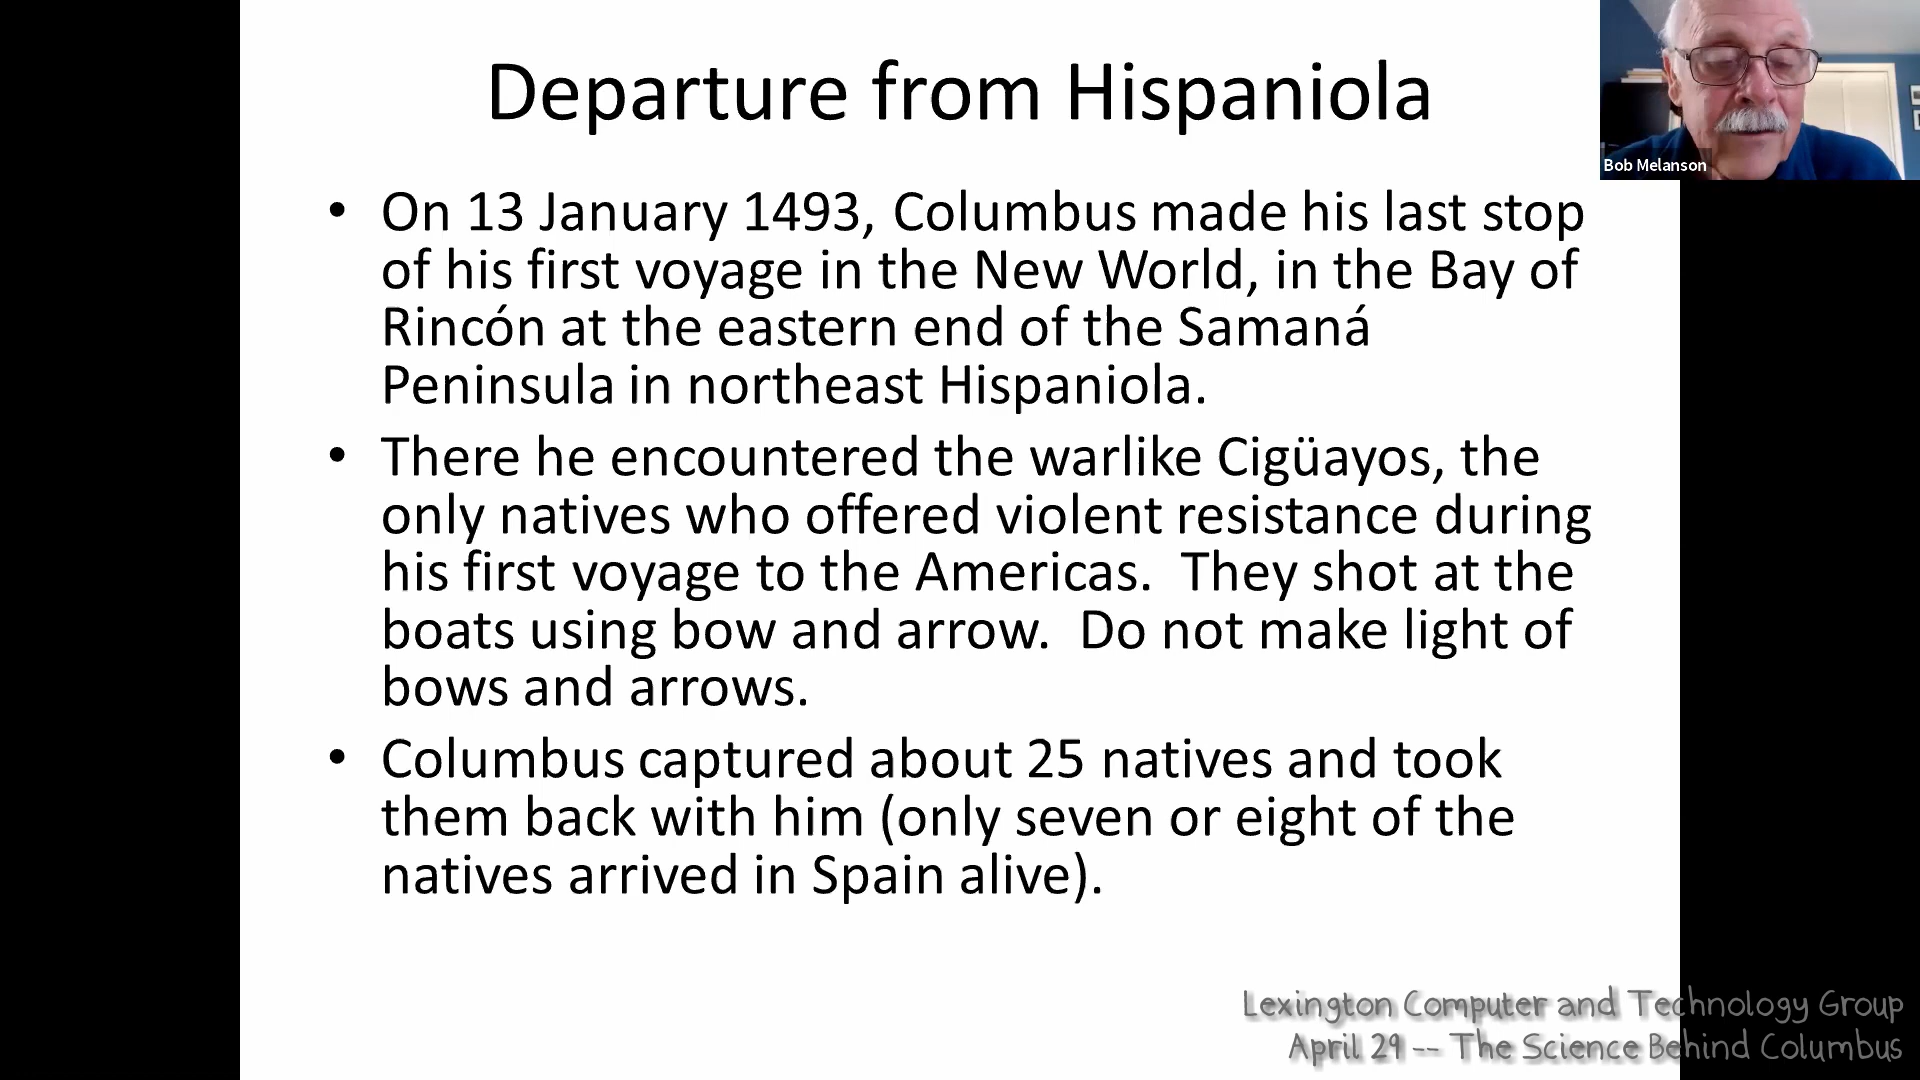 Departure from Hispaniola
Bob Melanson
• On 13 January 1493, Columbus made his last stop
of his first voyage in the New World, in the Bay of
Rincón at the eastern end of the Samaná
Peninsula in northeast Hispaniola.
• There he encountered the warlike Cigüayos, the
only natives who offered violent resistance during
his first voyage to the Americas.  They shot at the
boats using bow and arrow.  Do not make light of
bows and arrows.
• Columbus captured about 25 natives and took
them back with him (only seven or eight of the
natives arrived in Spain alive).
Lexington Computer and Technology Group
April 29 -- The Science Behind Columbus